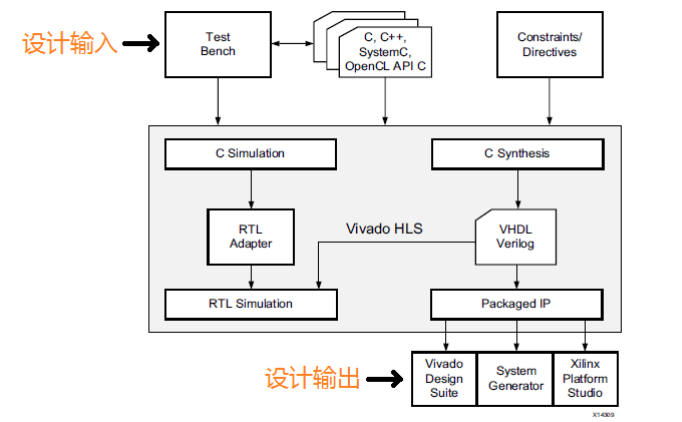 设计输入
Test
Bench
C, C++,
SystemC,
OpenCL API C
Constraints/
Directives
C Simulation
C Synthesis
RTL
Adapter
Vivado HLS
VHDL
Verilog
RTL Simulation
Packaged IP
设计输出
Vivado
Design
Suite
System
Generator
Xilinx
Platform
Studio
X14309